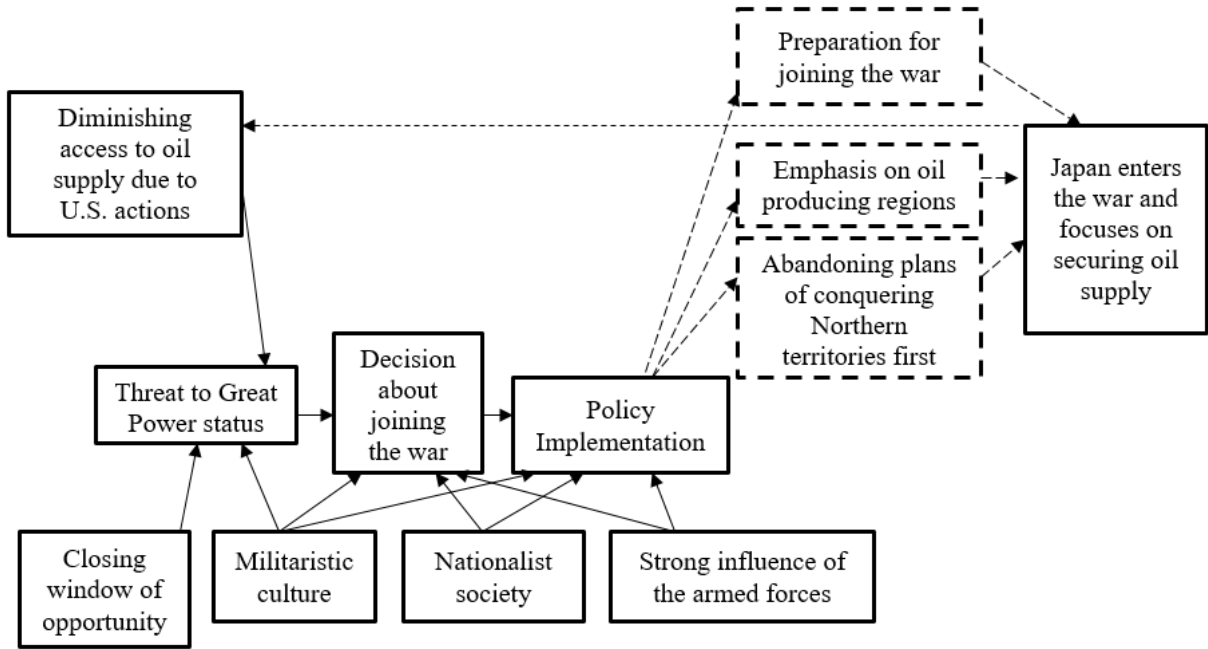 Preparation for
joining the war
Diminishing
access to oil
supply due to
U.S. actions
Emphasis on oil
producing regions
Japan enters
the war and
focuses on
securing oil
supply
Abandoning plans
of conquering
Northern
territories first
Threat to Great
Power status
Decision
about
joining
the war
Policy
Implementation
Closing
window of
opportunity
Militaristic
culture
Nationalist
society
Strong influence of
the armed forces